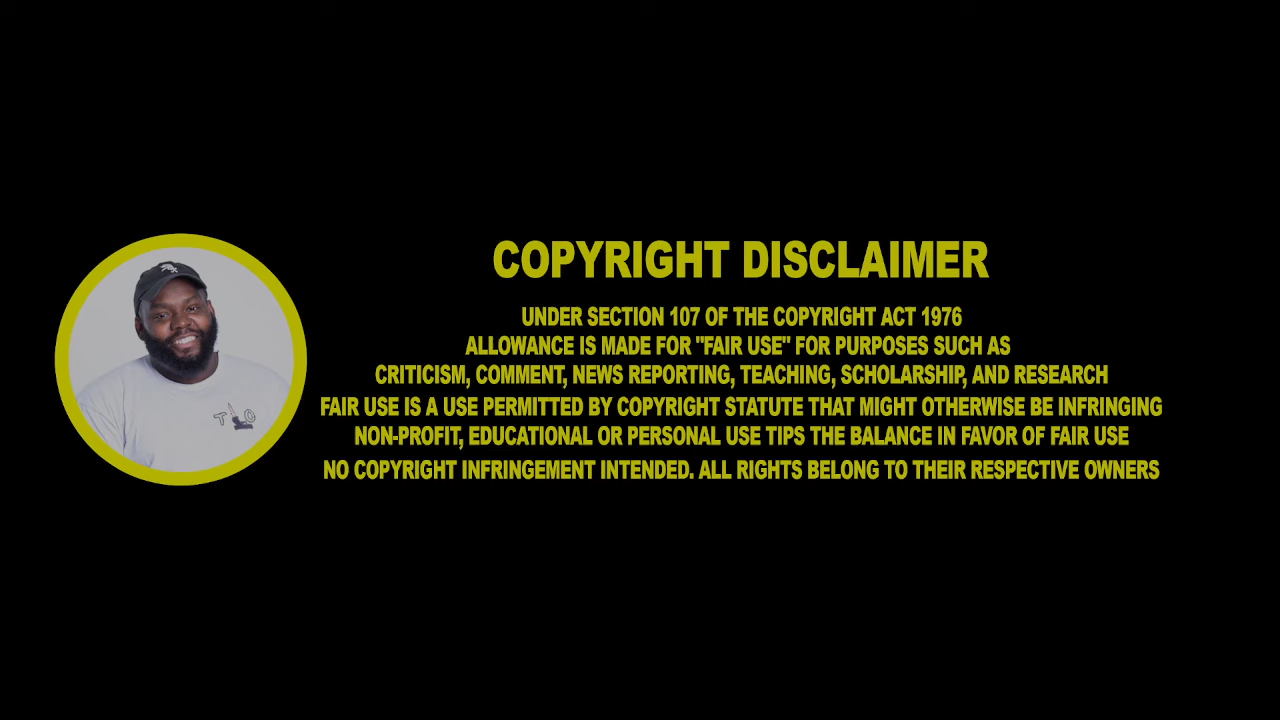 COPYRIGHT DISCLAIMER
UNDER SECTION 107 OF THE COPYRIGHT ACT 1976
ALLOWANCE IS MADE FOR "FAIR USE" FOR PURPOSES SUCH AS
CRITICISM, COMMENT, NEWS REPORTING, TEACHING, SCHOLARSHIP, AND RESEARCH
FAIR USE IS A USE PERMITTED BY COPYRIGHT STATUTE THAT MIGHT OTHERWISE BE INFRINGING
NON-PROFIT, EDUCATIONAL OR PERSONAL USE TIPS THE BALANCE IN FAVOR OF FAIR USE
NO COPYRIGHT INFRINGEMENT INTENDED. ALL RIGHTS BELONG TO THEIR RESPECTIVE OWNERS